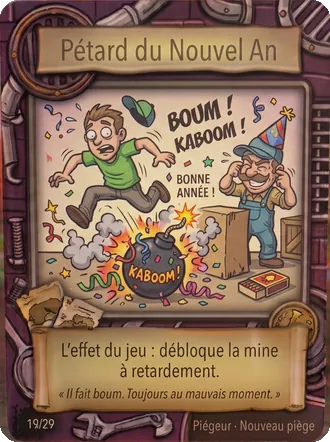 Pétard du Nouvel An
BOUM !
KABOOM !
BONNE
ANNÉE !
KABOOM !
L'effet du jeu : débloque la mine
à retardement.
« Il fait boum. Toujours au mauvais moment. »
19/29
Piégeur · Nouveau piège